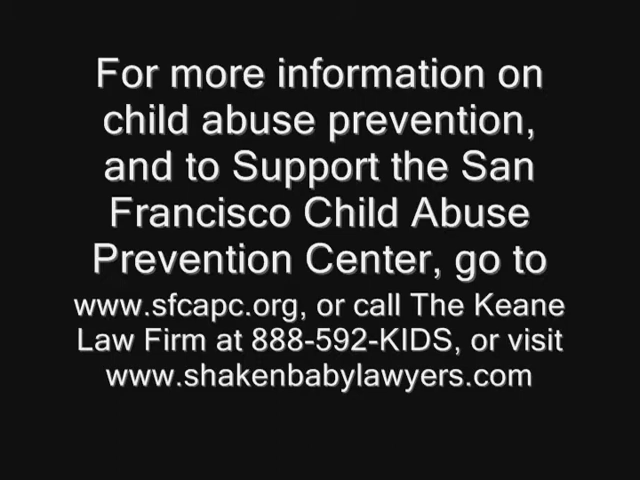 For more information on
child abuse prevention,
and to Support the San
Francisco Child Abuse
Prevention Center, go to
www.sfcapc.org, or call The Keane
Law Firm at 888-592-KIDS, or visit
www.shakenbabylawyers.com